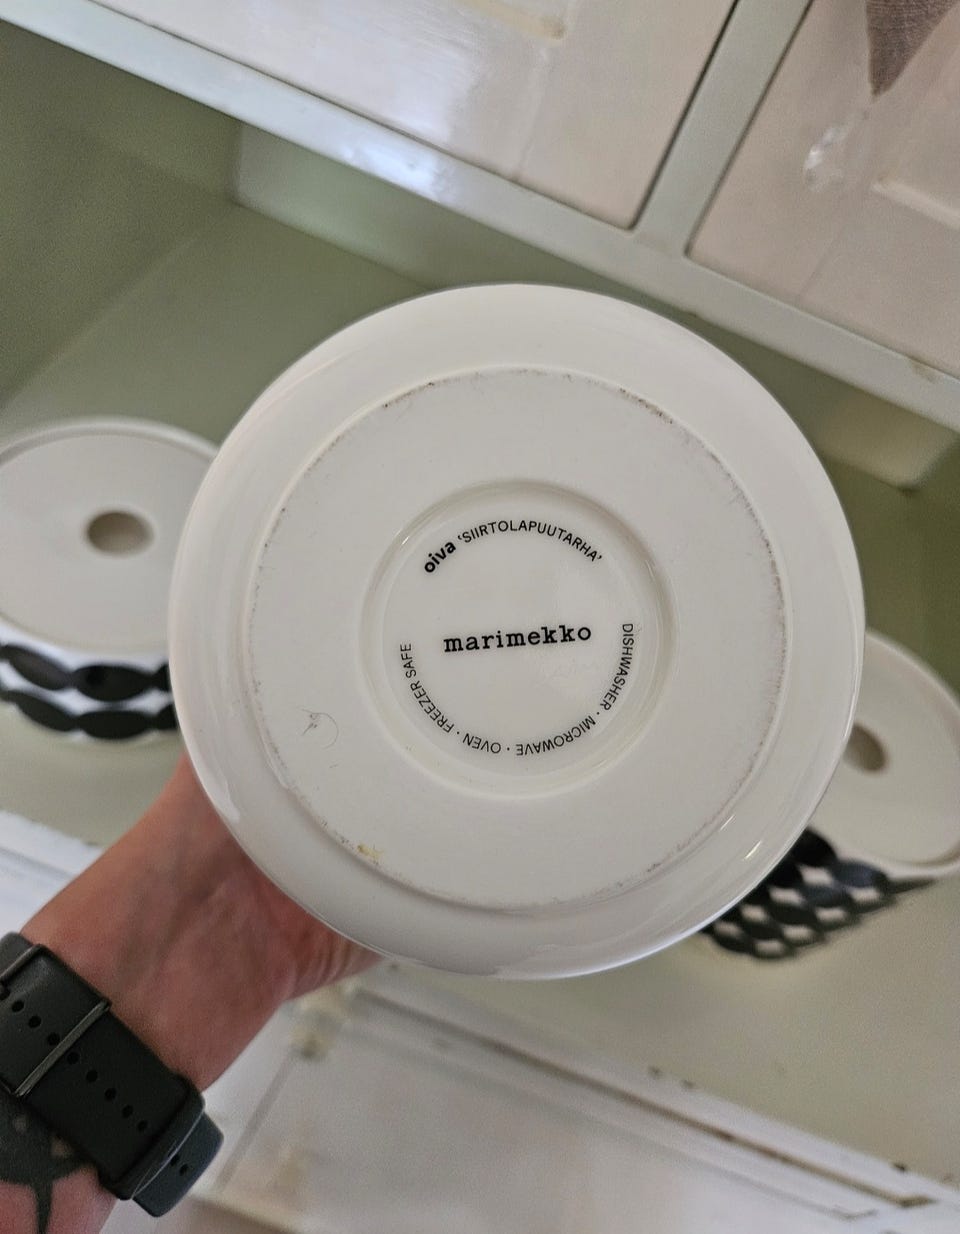 oiva ‘SIIRTOLAPUUTARHA’
marimekko
DISHWASHER · MICROWAVE · OVEN · FREEZER SAFE